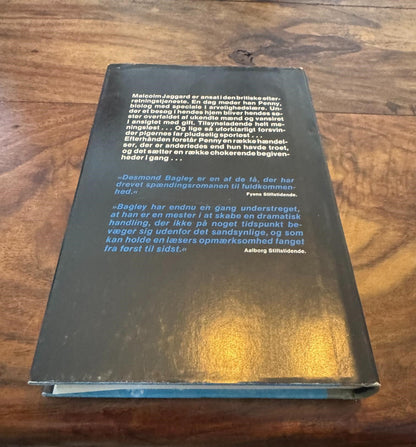 Malcolm Jaggard er ansat i den britiske efter-
retningstjeneste. En dag møder han Penny,
biolog med speciale i arvelighedslære. Un-
der et besøg i hendes hjem bliver hendes sø-
ster overfaldet af ukendte mænd og vansiret
i ansigtet med gift. Tilsyneladende helt me-
ningsløst . . . Og lige så uforklarligt forsvin-
der pigernes far pludselig sporløst . . .
Efterhånden forstår Penny en række hændel-
ser, der er anderledes end hun havde troet,
og det sætter en række chokerende begiven-
heder i gang . . .
»Desmond Bagley er en af de få, der har
drevet spændingsromanen til fuldkommen-
hed.«
Fyens Stiftstidende.
»Bagley har endnu en gang understreget,
at han er en mester i at skabe en dramatisk
handling, der ikke på noget tidspunkt be-
væger sig udenfor det sandsynlige, og som
kan holde en læsers opmærksomhed fanget
fra først til sidst.«
Aalborg Stiftstidende.